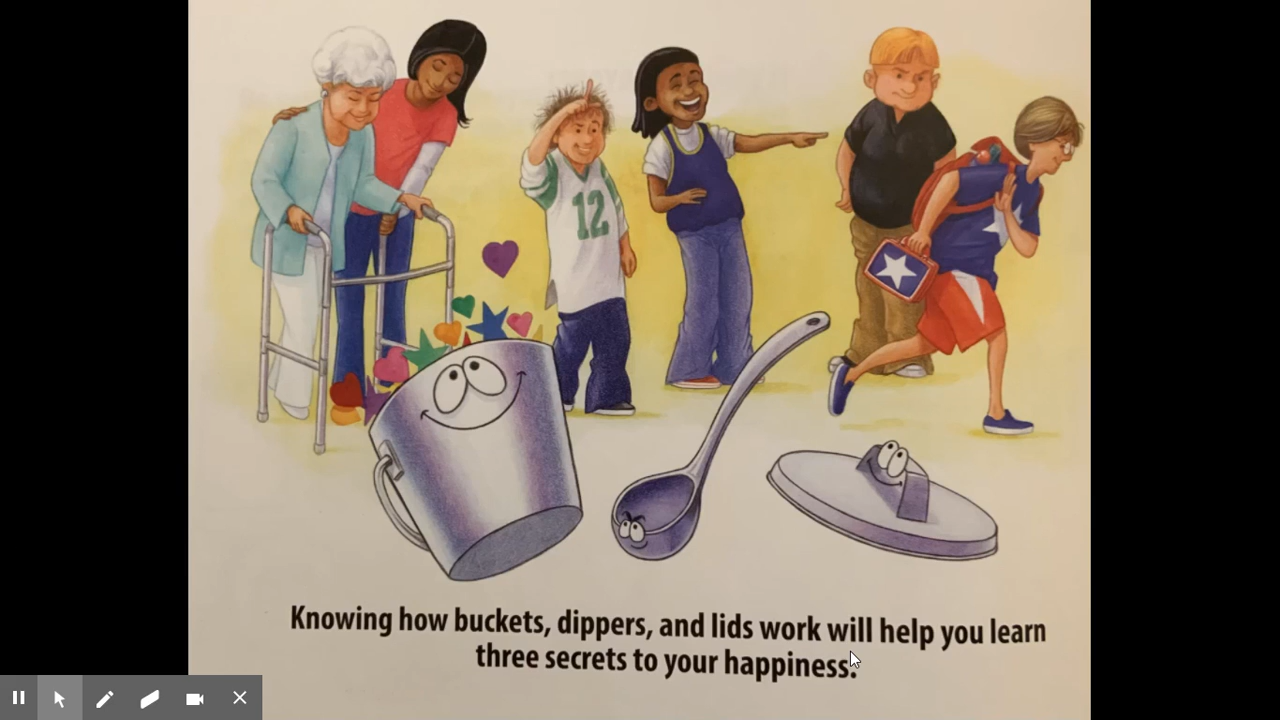 12
Knowing how buckets, dippers, and lids work will help you learn
three secrets to your happiness.